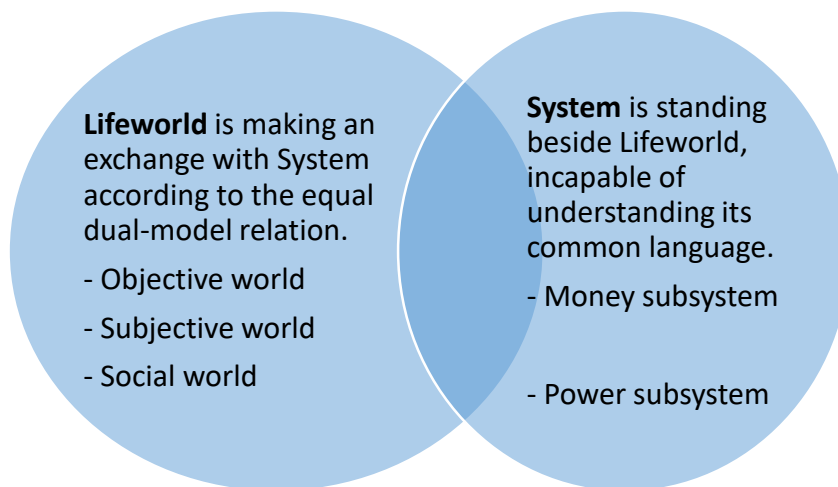 Lifeworld is making an
exchange with System
according to the equal
dual-model relation.
- Objective world
- Subjective world
- Social world
System is standing
beside Lifeworld,
incapable of
understanding its
common language.
- Money subsystem
- Power subsystem